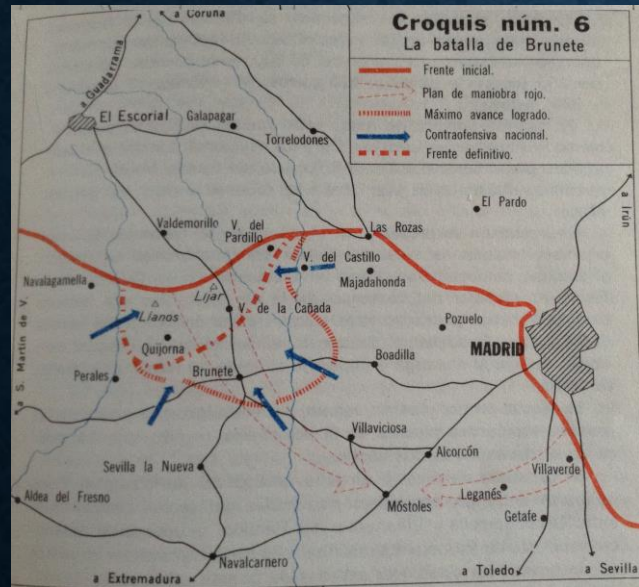 Croquis núm. 6
La batalla de Brunete
Frente inicial.
Plan de maniobra rojo.
Máximo avance logrado.
Contraofensiva nacional.
Frente definitivo.
a Coruna
a Guadarrama
El Escorial
Galapagar
Torrelodones
El Pardo
a Irún
Valdemorillo
V. del
Pardillo
Las Rozas
V. del Castillo
Majadahonda
Navalagamella
Llanos
Lijar
V. de la Cañada
Pozuelo
MADRID
a S. Martin de V.
Quijorna
Perales
Brunete
Boadilla
Villaviciosa
Alcorcón
Sevilla la Nueva
Villaverde
Leganés
Móstoles
Getafe
Aldea del Fresno
Navalcarnero
a Extremadura
a Toledo
a Sevilla